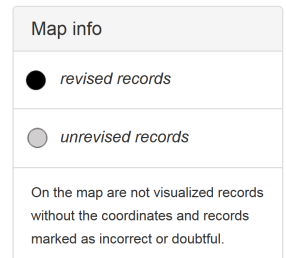 Map info
revised records
unrevised records
On the map are not visualized records
without the coordinates and records
marked as incorrect or doubtful.